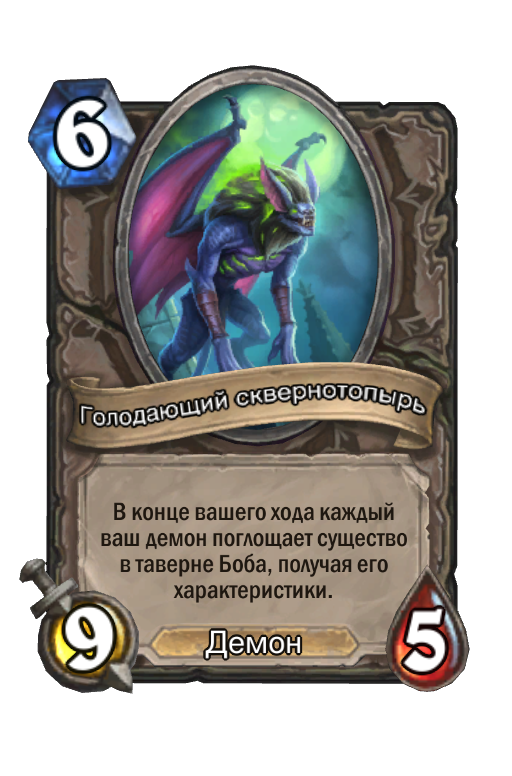 6
Голодающий сквернотопырь
В конце вашего хода каждый
ваш демон поглощает существо
в таверне Боба, получая его
характеристики.
9
Демон
5